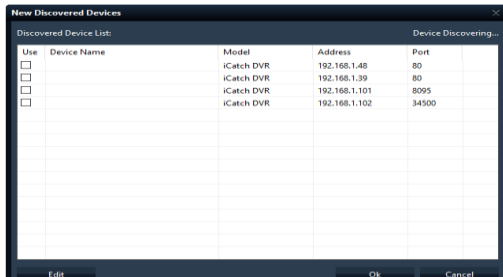 New Discovered Devices
Discovered Device List: Device Discovering...
Use Device Name Model Address Port
iCatch DVR 192.168.1.48 80
iCatch DVR 192.168.1.39 80
iCatch DVR 192.168.1.101 8095
iCatch DVR 192.168.1.102 34500
Edit Ok Cancel